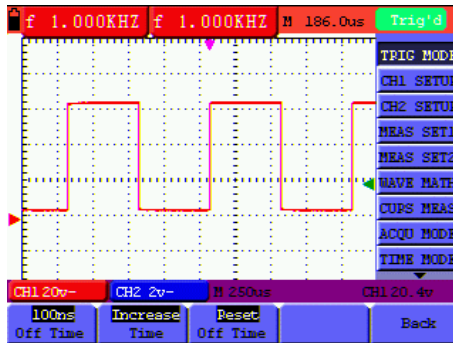 f 1.000KHZ f 1.000KHZ M 186.0us Trig'd
TPIG MODE
CH1 SETUP
CH2 SETUP
MEAS SET1
MEAS SET2
WAVE MATH
CUPS MEAS
ACQU MODE
TIME MODE
CH1 20v- CH2 2v- M 250us CH1 20.4v
100ns Increase Reset
Off Time Time Off Time Back